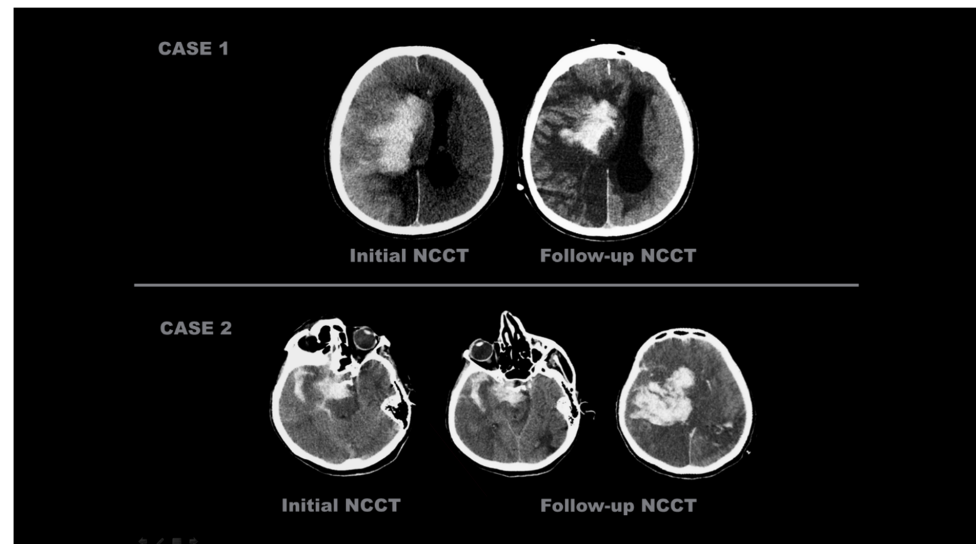 CASE 1
Initial NCCT
Follow-up NCCT
CASE 2
Initial NCCT
Follow-up NCCT